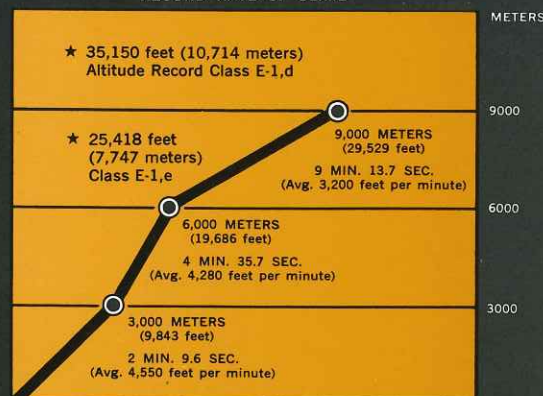 METERS
★ 35,150 feet (10,714 meters)
Altitude Record Class E-1,d
9000
★ 25,418 feet
(7,747 meters)
Class E-1,e
9,000 METERS
(29,529 feet)
9 MIN. 13.7 SEC.
(Avg. 3,200 feet per minute)
6000
6,000 METERS
(19,686 feet)
4 MIN. 35.7 SEC.
(Avg. 4,280 feet per minute)
3000
3,000 METERS
(9,843 feet)
2 MIN. 9.6 SEC.
(Avg. 4,550 feet per minute)